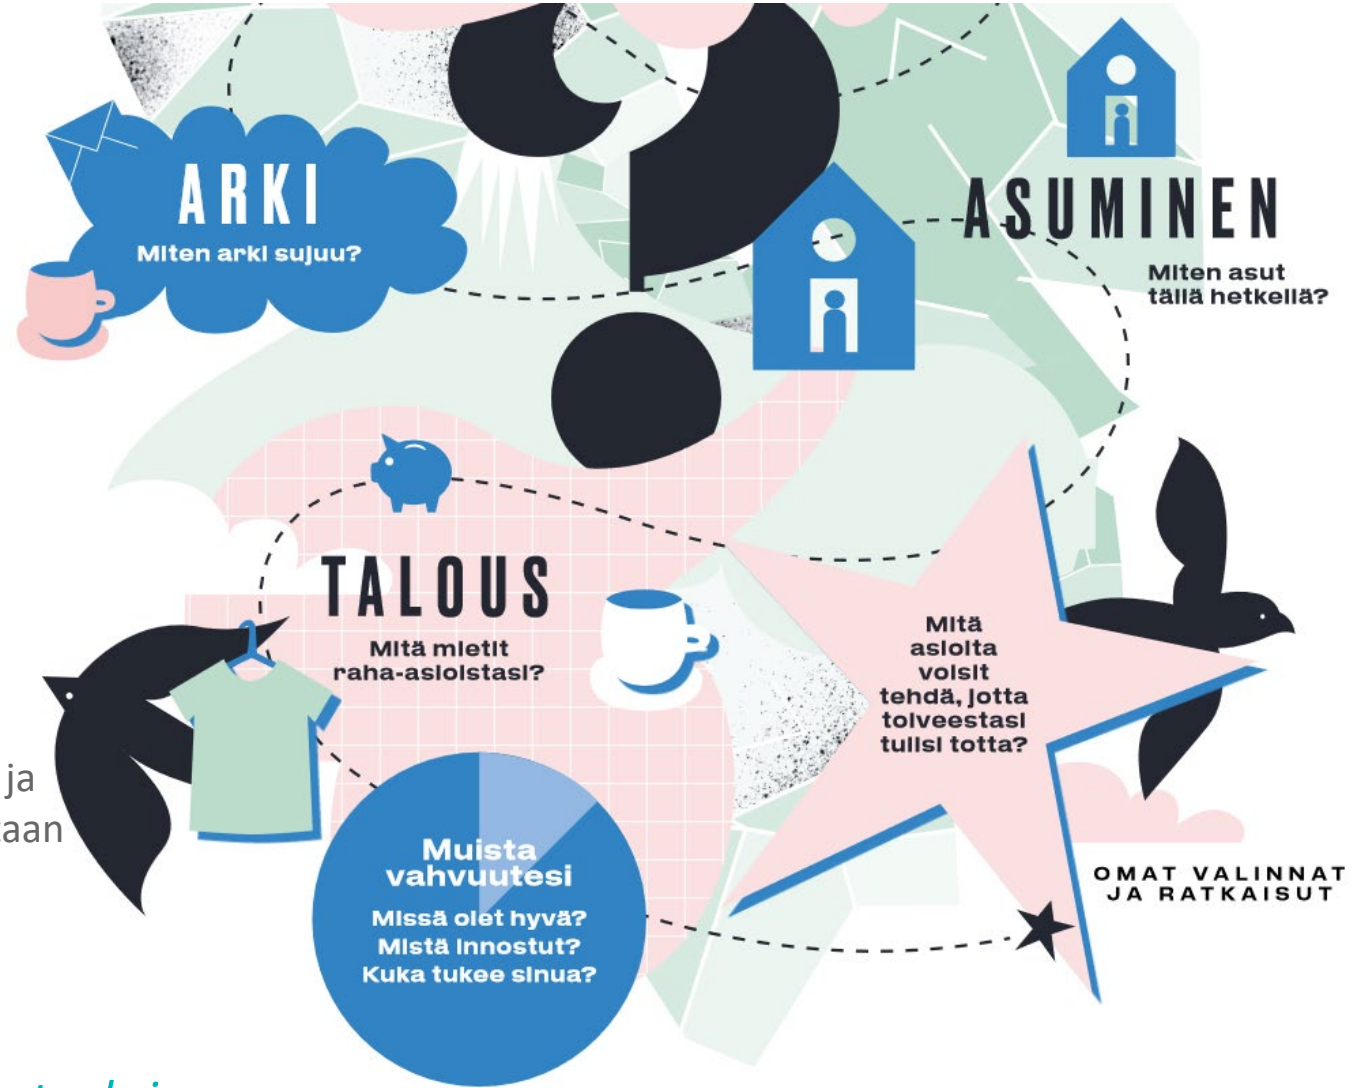 ARKI
Miten arki sujuu?
ASUMINEN
Miten asut
tällä hetkellä?
TALOUS
Mitä mietit
raha-asioistasi?
Mitä
asioita
voisit
tehdä, jotta
toiveestasi
tulisi totta?
ja
taan
Muista
vahvuutesi
Missä olet hyvä?
Mistä innostut?
Kuka tukee sinua?
OMAT VALINNAT
JA RATKAISUT